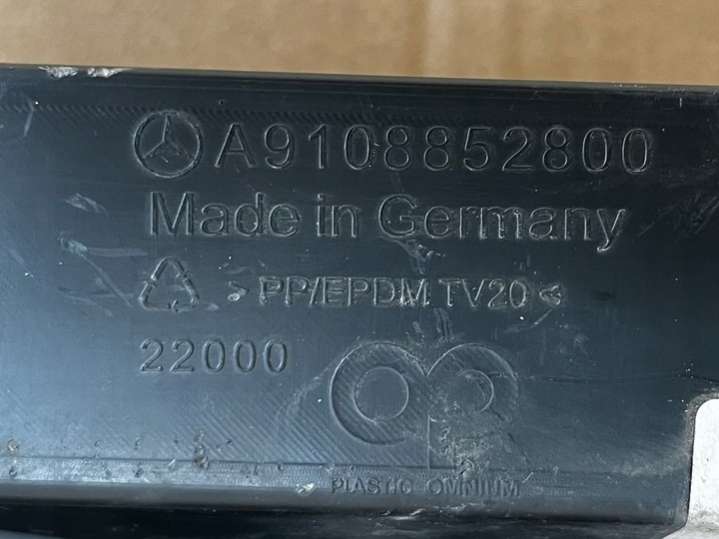 A9108852800
Made in Germany
>PP/EPDM TV20<
22000
PLASTIC OMNIUM